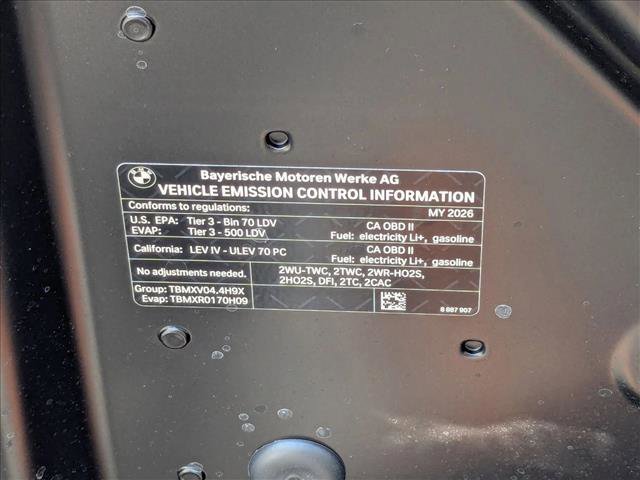 BMW
Bayerische Motoren Werke AG
VEHICLE EMISSION CONTROL INFORMATION
Conforms to regulations: MY 2026
U.S. EPA: Tier 3 - Bin 70 LDV CA OBD II
EVAP: Tier 3 - 500 LDV Fuel: electricity Li+, gasoline
California: LEV IV - ULEV 70 PC CA OBD II
Fuel: electricity Li+, gasoline
No adjustments needed. 2WU-TWC, 2TWC, 2WR-HO2S,
2HO2S, DFI, 2TC, 2CAC
Group: TBMXV04.4H9X
Evap: TBMXR0170H09
8 887 907